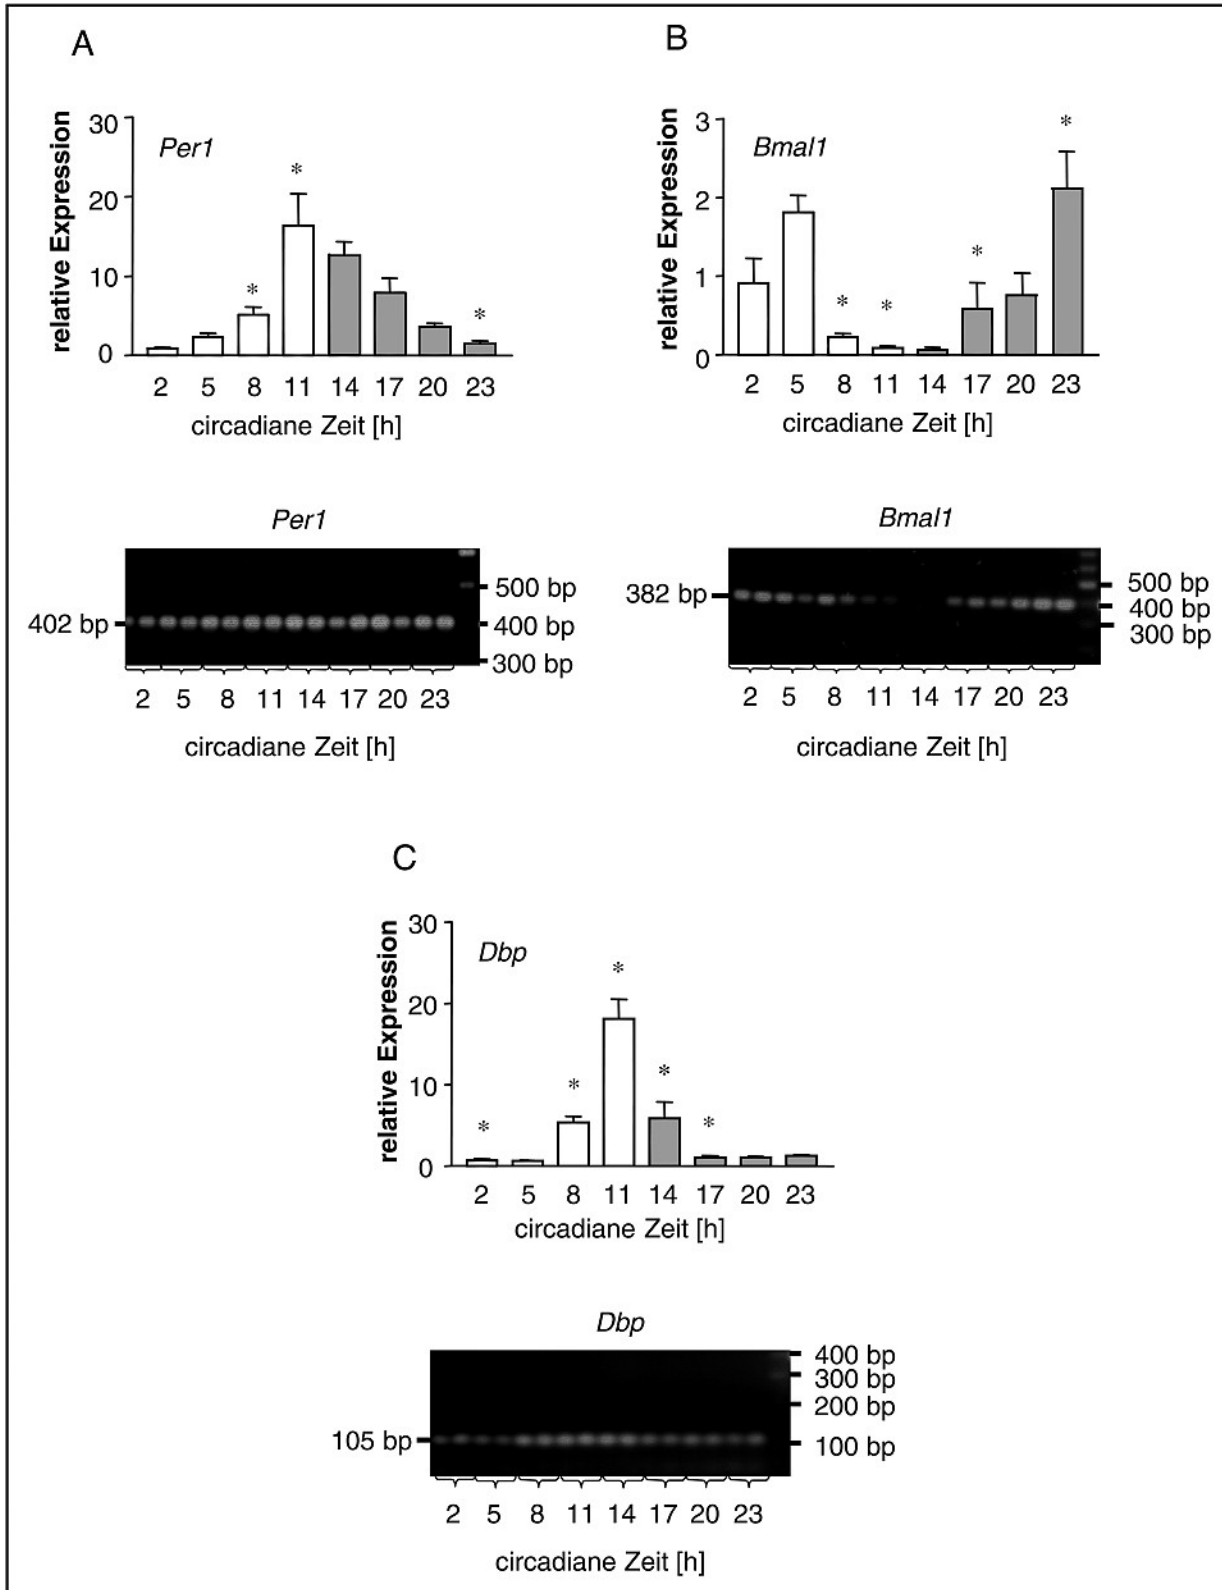 A
relative Expression
30
20
10
0
Per1
*
*
*
2 5 8 11 14 17 20 23
circadiane Zeit [h]
Per1
402 bp
500 bp
400 bp
300 bp
2 5 8 11 14 17 20 23
circadiane Zeit [h]
B
relative Expression
3
2
1
0
Bmal1
*
*
*
*
2 5 8 11 14 17 20 23
circadiane Zeit [h]
Bmal1
382 bp
500 bp
400 bp
300 bp
2 5 8 11 14 17 20 23
circadiane Zeit [h]
C
relative Expression
30
20
10
0
Dbp
*
*
*
*
*
2 5 8 11 14 17 20 23
circadiane Zeit [h]
Dbp
105 bp
400 bp
300 bp
200 bp
100 bp
2 5 8 11 14 17 20 23
circadiane Zeit [h]